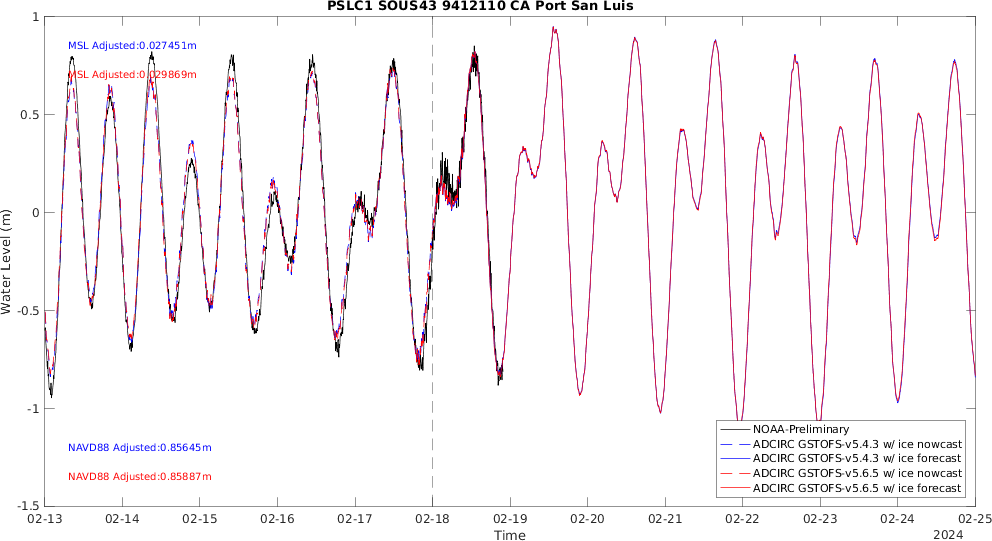 PSLC1 SOUS43 9412110 CA Port San Luis
1
MSL Adjusted:0.027451m
MSL Adjusted:0.029869m
0.5
0
Water Level (m)
-0.5
-1
NOAA-Preliminary
ADCIRC GSTOFS-v5.4.3 w/ ice nowcast
NAVD88 Adjusted:0.85645m
ADCIRC GSTOFS-v5.4.3 w/ ice forecast
ADCIRC GSTOFS-v5.6.5 w/ ice nowcast
NAVD88 Adjusted:0.85887m
ADCIRC GSTOFS-v5.6.5 w/ ice forecast
-1.5
02-13 02-14 02-15 02-16 02-17 02-18 02-19 02-20 02-21 02-22 02-23 02-24 02-25
Time
2024